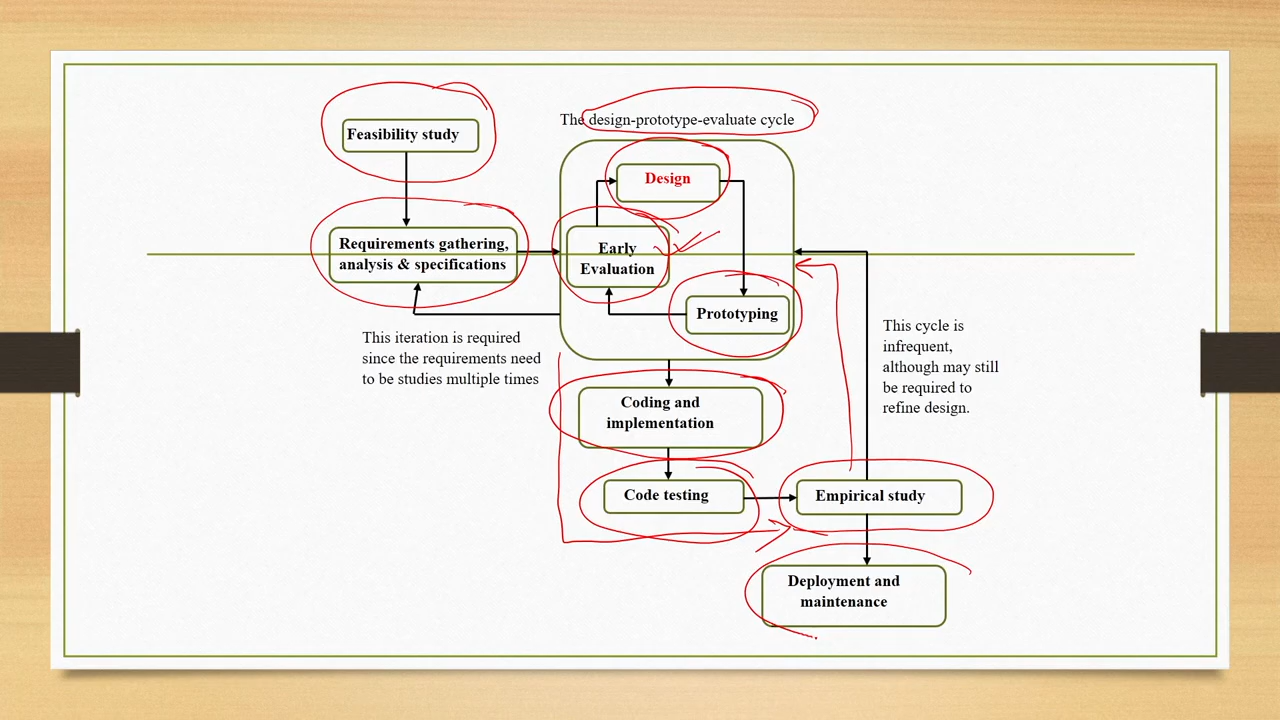 Feasibility study
The design-prototype-evaluate cycle
Design
Requirements gathering,
analysis & specifications
Early
Evaluation
Prototyping
This iteration is required
since the requirements need
to be studies multiple times
This cycle is
infrequent,
although may still
be required to
refine design.
Coding and
implementation
Code testing
Empirical study
Deployment and
maintenance